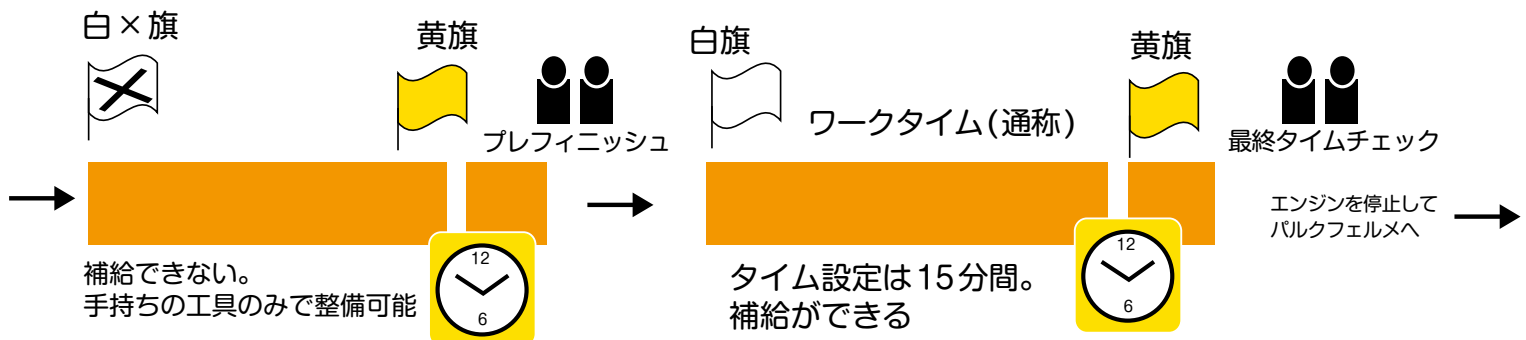 白×旗
黄旗
プレフィニッシュ
補給できない。
手持ちの工具のみで整備可能
12
6
白旗
ワークタイム(通称)
黄旗
最終タイムチェック
タイム設定は15分間。
補給ができる
12
6
エンジンを停止して
パルクフェルメへ